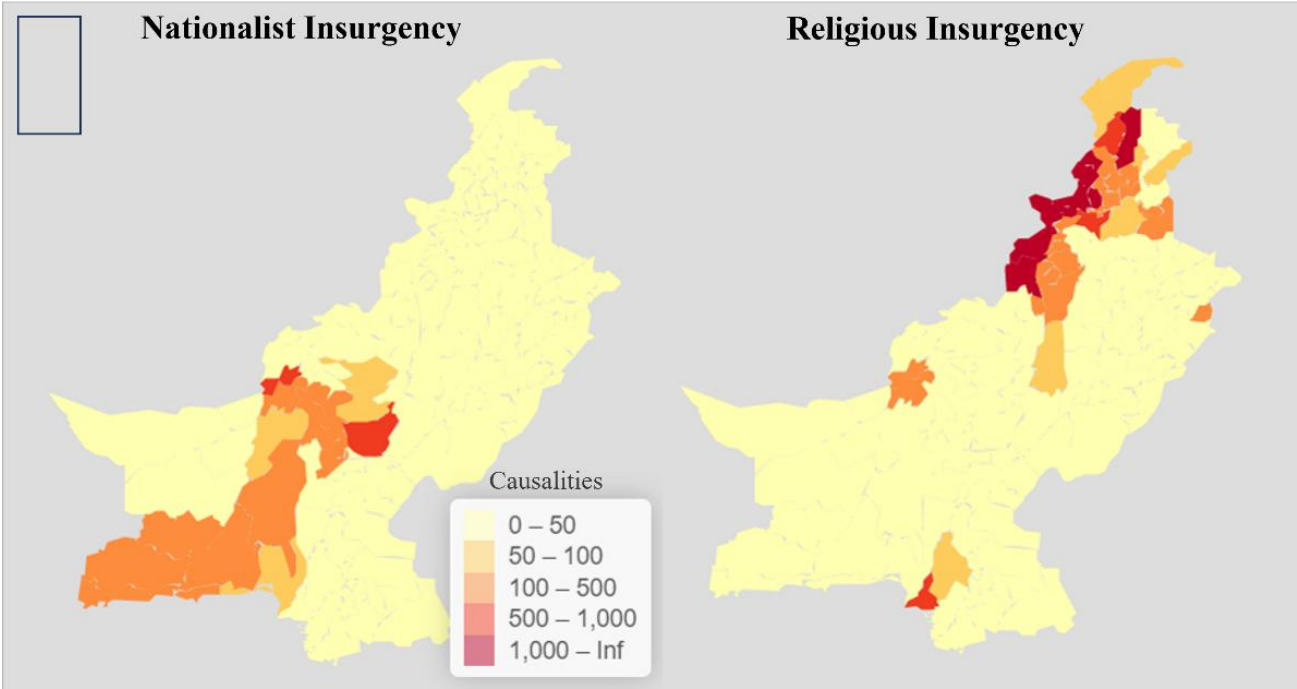 Nationalist Insurgency
Religious Insurgency
Causalities
0 – 50
50 – 100
100 – 500
500 – 1,000
1,000 – Inf